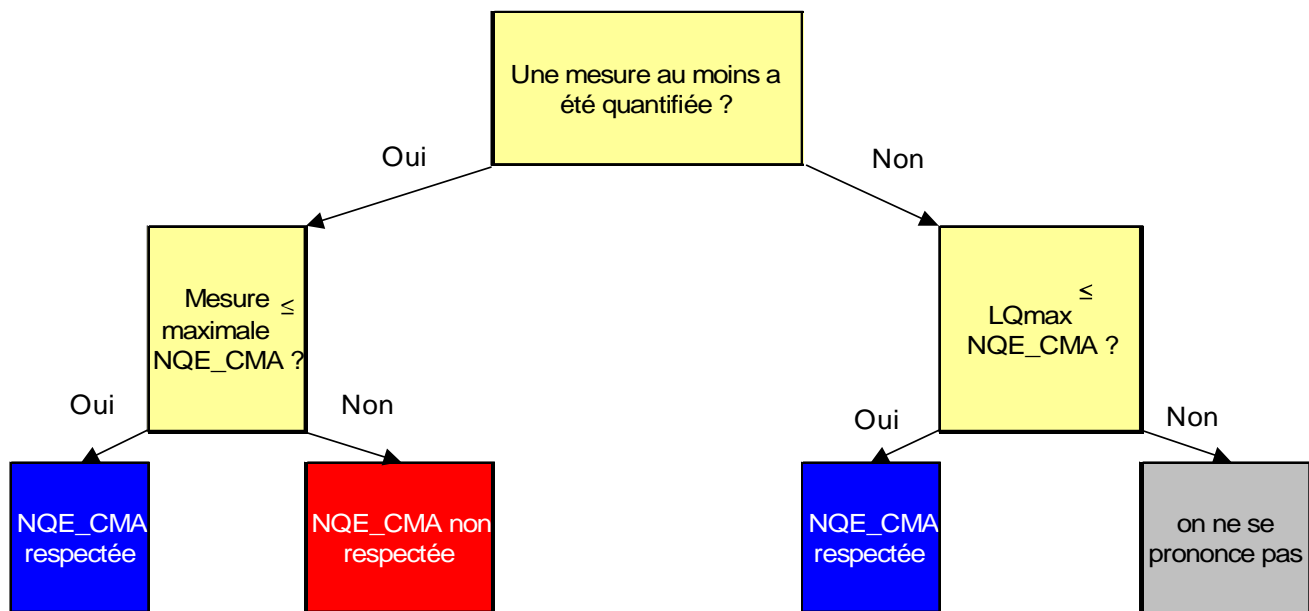 Une mesure au moins a
été quantifiée ?
Oui
Non
Mesure ≤
maximale
NQE_CMA ?
≤
LQmax
NQE_CMA ?
Oui
Non
Oui
Non
NQE_CMA
respectée
NQE_CMA non
respectée
NQE_CMA
respectée
on ne se
prononce pas